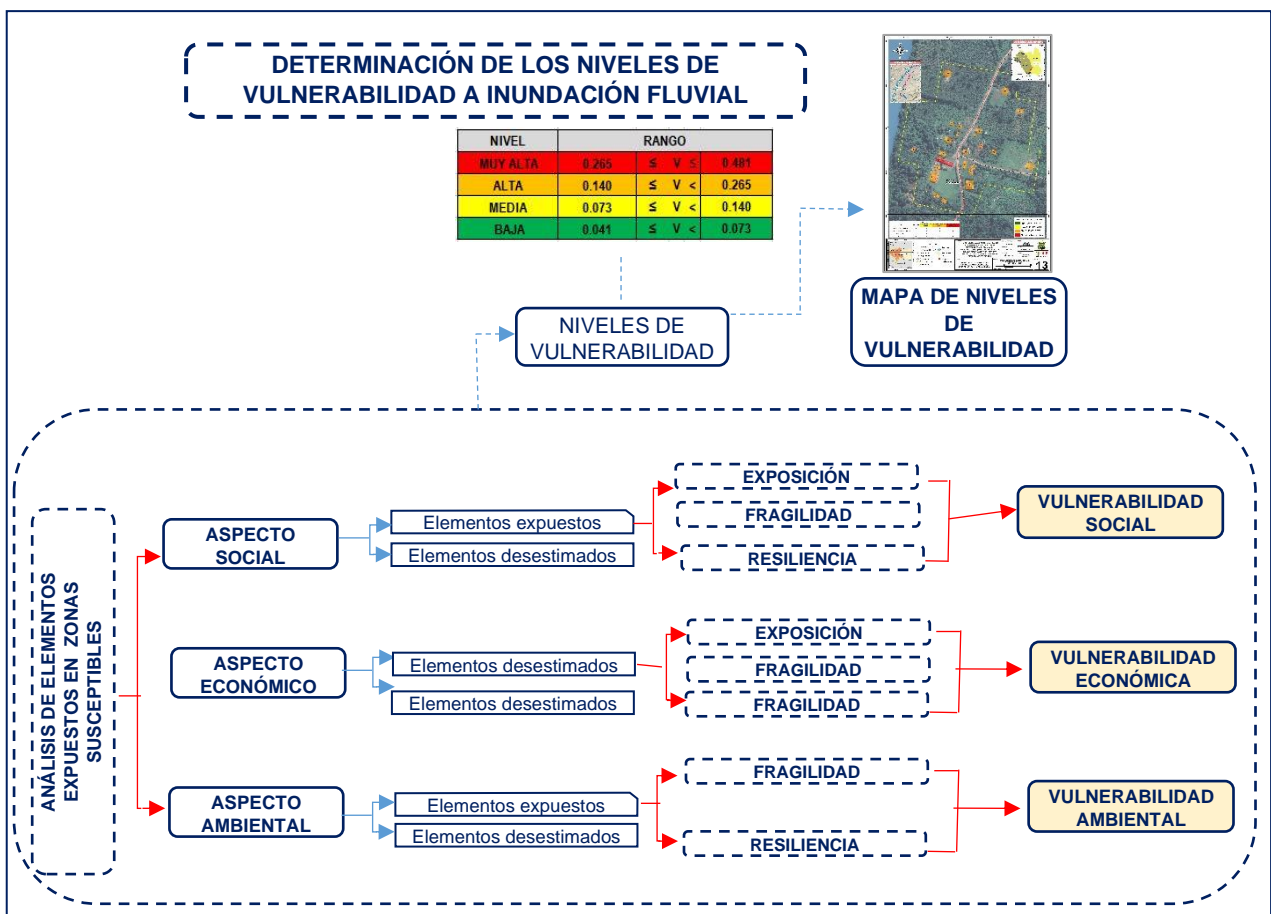 DETERMINACIÓN DE LOS NIVELES DE
VULNERABILIDAD A INUNDACIÓN FLUVIAL
NIVEL RANGO
MUY ALTA 0.265 ≤ V ≤ 0.481
ALTA 0.140 ≤ V < 0.265
MEDIA 0.073 ≤ V < 0.140
BAJA 0.041 ≤ V < 0.073
13
MAPA DE NIVELES
DE
VULNERABILIDAD
NIVELES DE
VULNERABILIDAD
ANÁLISIS DE ELEMENTOS
EXPUESTOS EN ZONAS
SUSCEPTIBLES
ASPECTO
SOCIAL
Elementos expuestos
Elementos desestimados
EXPOSICIÓN
FRAGILIDAD
RESILIENCIA
VULNERABILIDAD
SOCIAL
ASPECTO
ECONÓMICO
Elementos desestimados
Elementos desestimados
EXPOSICIÓN
FRAGILIDAD
FRAGILIDAD
VULNERABILIDAD
ECONÓMICA
ASPECTO
AMBIENTAL
Elementos expuestos
Elementos desestimados
FRAGILIDAD
RESILIENCIA
VULNERABILIDAD
AMBIENTAL